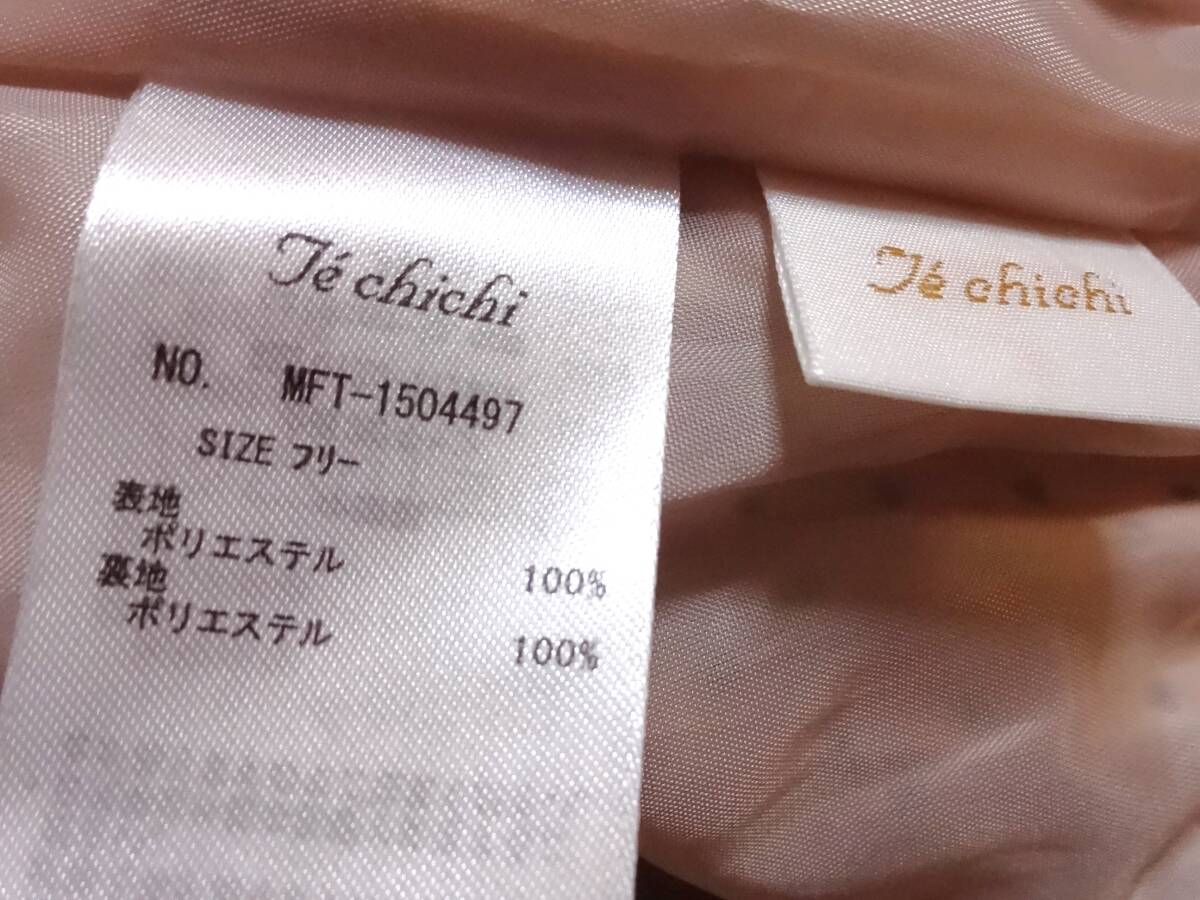 Té chichi
NO. MFT-1504497
SIZE フリー
表地
ポリエステル 100%
裏地
ポリエステル 100%
Té chichi